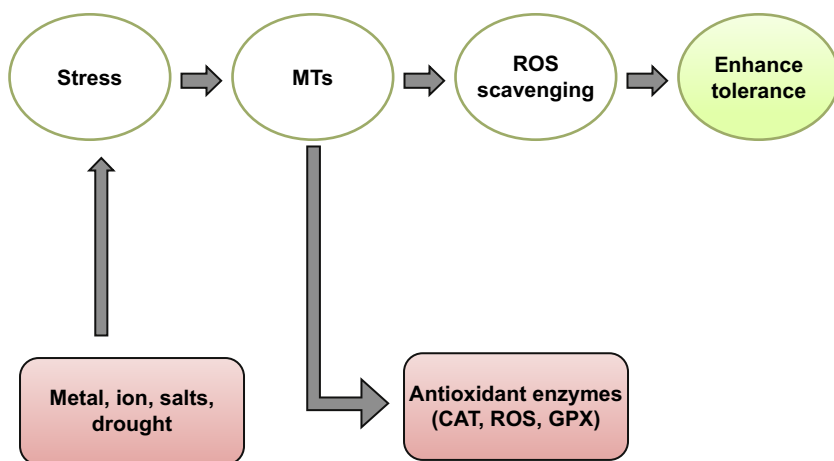 Stress
MTs
ROS
scavenging
Enhance
tolerance
Metal, ion, salts,
drought
Antioxidant enzymes
(CAT, ROS, GPX)